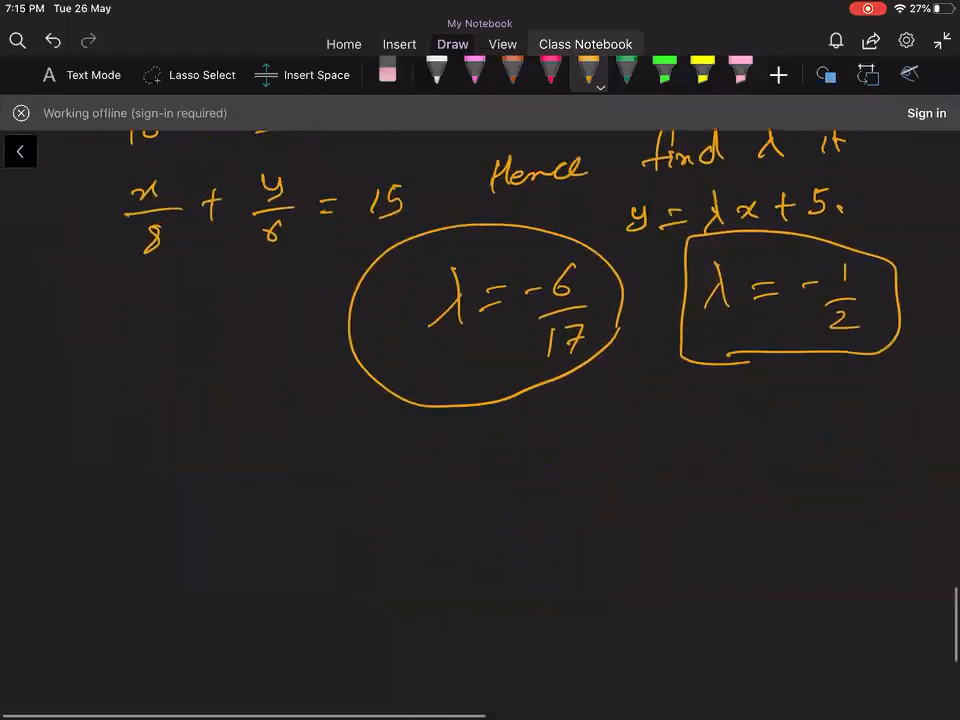 7:15 PM Tue 26 May 27%
My Notebook
Home Insert Draw View Class Notebook
Text Mode Lasso Select Insert Space
Working offline (sign-in required) Sign in
10
Hence find λ if
x/8 + y/6 = 15
y = λx + 5.
λ = -6/17
λ = -1/2